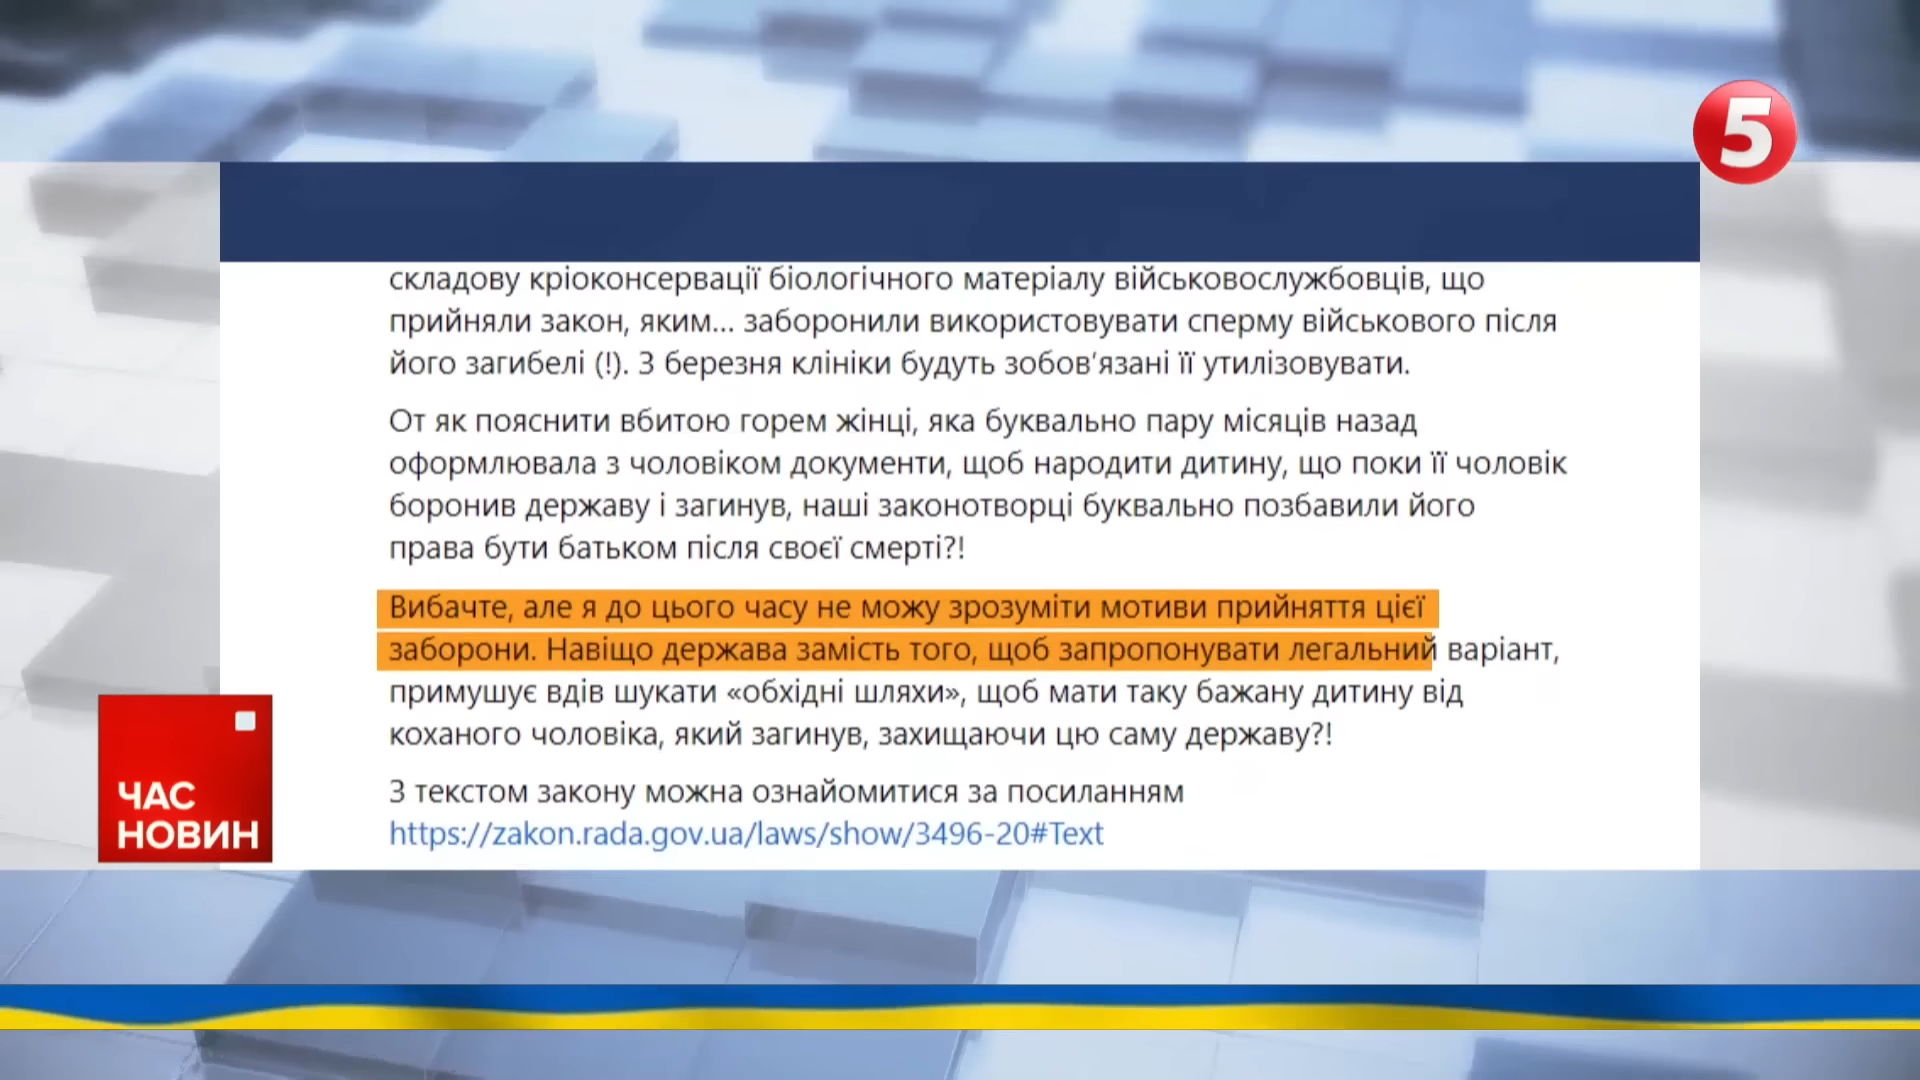 5
складову кріоконсервації біологічного матеріалу військовослужбовців, що
прийняли закон, яким... заборонили використовувати сперму військового після
його загибелі (!). З березня клініки будуть зобов’язані її утилізовувати.
От як пояснити вбитою горем жінці, яка буквально пару місяців назад
оформлювала з чоловіком документи, щоб народити дитину, що поки її чоловік
боронив державу і загинув, наші законотворці буквально позбавили його
права бути батьком після своєї смерті?!
Вибачте, але я до цього часу не можу зрозуміти мотиви прийняття цієї
заборони. Навіщо держава замість того, щоб запропонувати легальний варіант,
примушує вдів шукати «обхідні шляхи», щоб мати таку бажану дитину від
коханого чоловіка, який загинув, захищаючи цю саму державу?!
З текстом закону можна ознайомитися за посиланням
https://zakon.rada.gov.ua/laws/show/3496-20#Text
ЧАС
НОВИН